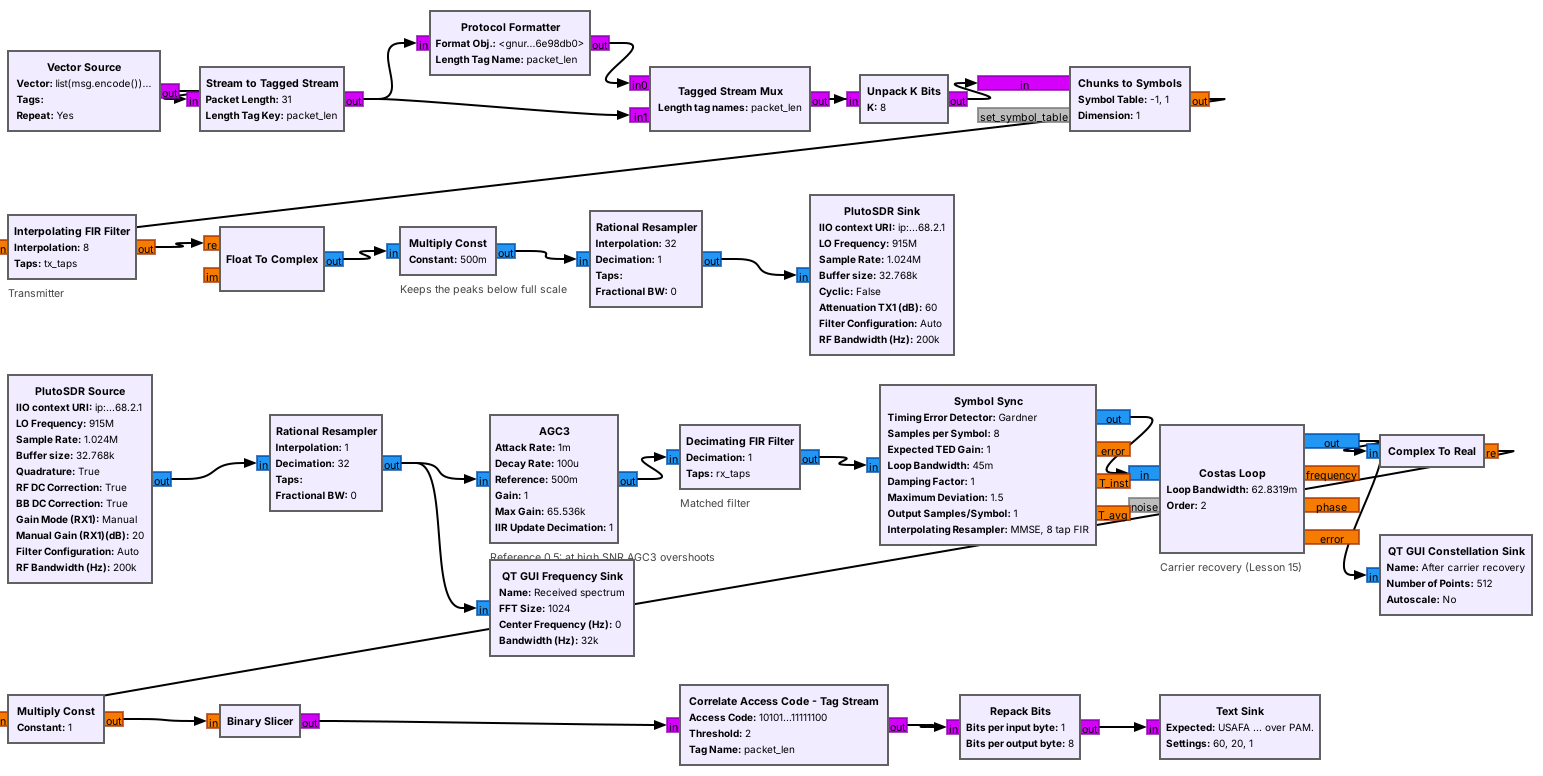 Protocol Formatter
Format Obj.: <gnur...6e98db0>
Length Tag Name: packet_len
in
out
Vector Source
Vector: list(msg.encode())...
Tags:
Repeat: Yes
out
Stream to Tagged Stream
Packet Length: 31
Length Tag Key: packet_len
in
out
Tagged Stream Mux
Length tag names: packet_len
in0
in1
out
Unpack K Bits
K: 8
in
out
Chunks to Symbols
Symbol Table: -1, 1
Dimension: 1
in
set_symbol_table
out
Interpolating FIR Filter
Interpolation: 8
Taps: tx_taps
in
out
Transmitter
Float To Complex
re
im
out
Multiply Const
Constant: 500m
in
out
Keeps the peaks below full scale
Rational Resampler
Interpolation: 32
Decimation: 1
Taps:
Fractional BW: 0
in
out
PlutoSDR Sink
IIO context URI: ip:...68.2.1
LO Frequency: 915M
Sample Rate: 1.024M
Buffer size: 32.768k
Cyclic: False
Attenuation TX1 (dB): 60
Filter Configuration: Auto
RF Bandwidth (Hz): 200k
in
PlutoSDR Source
IIO context URI: ip:...68.2.1
LO Frequency: 915M
Sample Rate: 1.024M
Buffer size: 32.768k
Quadrature: True
RF DC Correction: True
BB DC Correction: True
Gain Mode (RX1): Manual
Manual Gain (RX1)(dB): 20
Filter Configuration: Auto
RF Bandwidth (Hz): 200k
out
Rational Resampler
Interpolation: 1
Decimation: 32
Taps:
Fractional BW: 0
in
out
AGC3
Attack Rate: 1m
Decay Rate: 100u
Reference: 500m
Gain: 1
Max Gain: 65.536k
IIR Update Decimation: 1
in
out
Reference 0.5: at high SNR AGC3 overshoots
Decimating FIR Filter
Decimation: 1
Taps: rx_taps
in
out
Matched filter
Symbol Sync
Timing Error Detector: Gardner
Samples per Symbol: 8
Expected TED Gain: 1
Loop Bandwidth: 45m
Damping Factor: 1
Maximum Deviation: 1.5
Output Samples/Symbol: 1
Interpolating Resampler: MMSE, 8 tap FIR
in
out
error
T_inst
T_avg
Costas Loop
Loop Bandwidth: 62.8319m
Order: 2
in
noise
out
frequency
phase
error
Carrier recovery (Lesson 15)
Complex To Real
in
re
QT GUI Constellation Sink
Name: After carrier recovery
Number of Points: 512
Autoscale: No
in
QT GUI Frequency Sink
Name: Received spectrum
FFT Size: 1024
Center Frequency (Hz): 0
Bandwidth (Hz): 32k
in
Multiply Const
Constant: 1
in
out
Binary Slicer
in
out
Correlate Access Code - Tag Stream
Access Code: 10101...11111100
Threshold: 2
Tag Name: packet_len
in
out
Repack Bits
Bits per input byte: 1
Bits per output byte: 8
in
out
Text Sink
Expected: USAFA ... over PAM.
Settings: 60, 20, 1
in